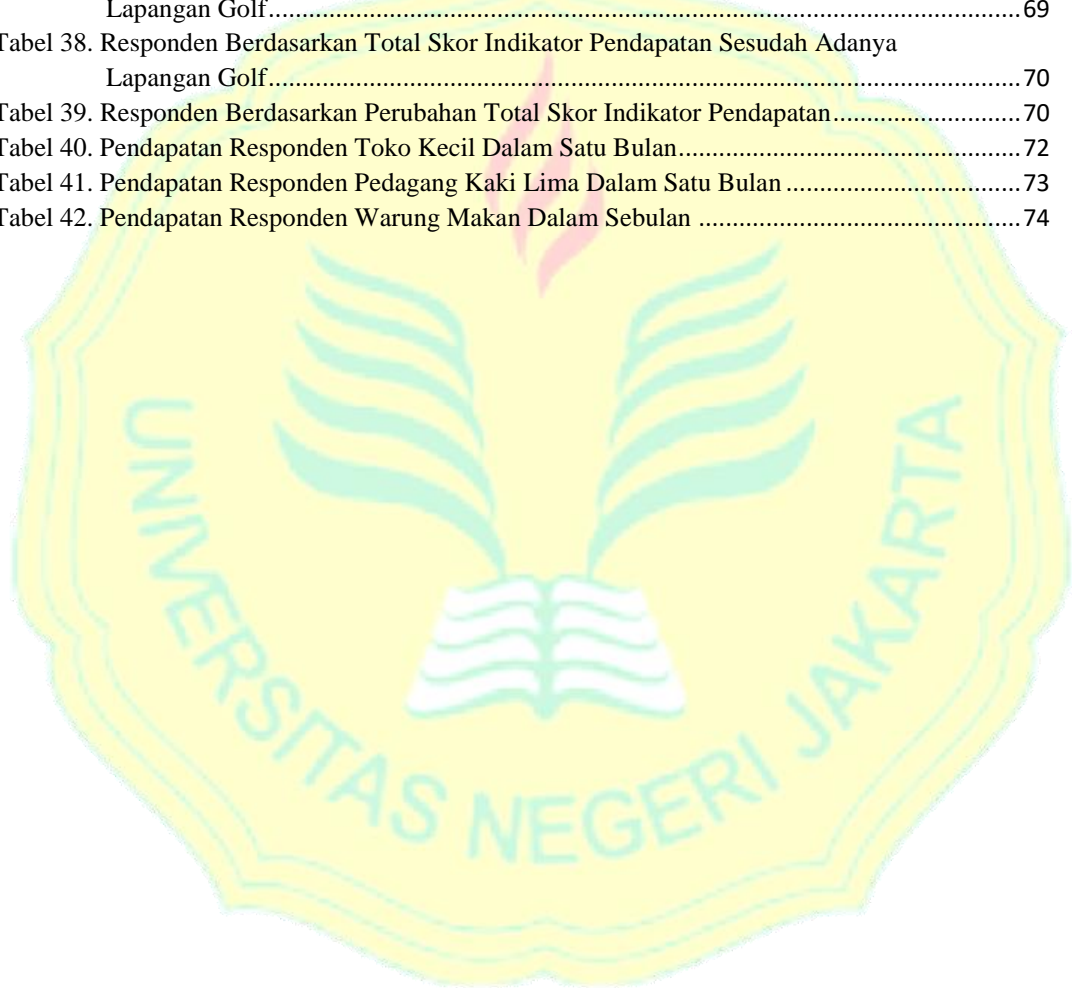 Lapangan Golf....................................................................................................................69
Tabel 38. Responden Berdasarkan Total Skor Indikator Pendapatan Sesudah Adanya
Lapangan Golf....................................................................................................................70
Tabel 39. Responden Berdasarkan Perubahan Total Skor Indikator Pendapatan............................70
Tabel 40. Pendapatan Responden Toko Kecil Dalam Satu Bulan...................................................72
Tabel 41. Pendapatan Responden Pedagang Kaki Lima Dalam Satu Bulan ...................................73
Tabel 42. Pendapatan Responden Warung Makan Dalam Sebulan ................................................74
UNIVERSITAS NEGERI JAKARTA